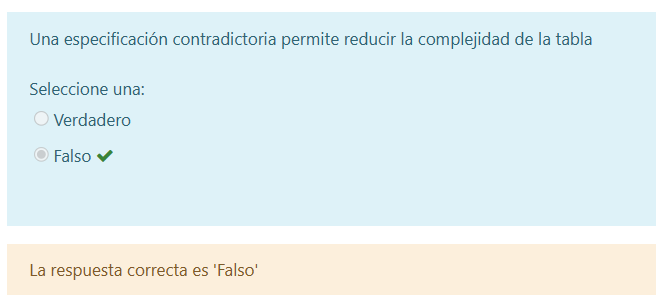 Una especificación contradictoria permite reducir la complejidad de la tabla
Seleccione una:
Verdadero
Falso
La respuesta correcta es 'Falso'